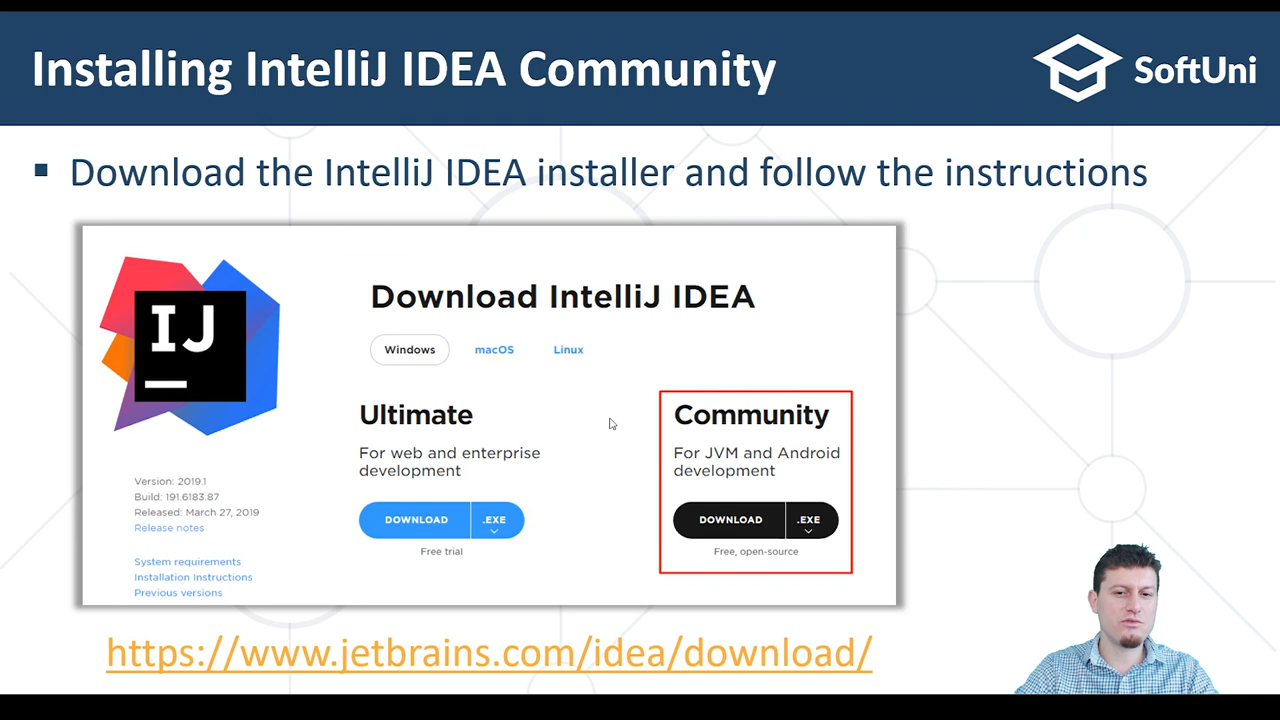 Installing IntelliJ IDEA Community
SoftUni
Download the IntelliJ IDEA installer and follow the instructions
IJ
Download IntelliJ IDEA
Windows macOS Linux
Ultimate
For web and enterprise
development
DOWNLOAD .EXE
Free trial
Community
For JVM and Android
development
DOWNLOAD .EXE
Free, open-source
Version: 2019.1
Build: 191.6183.87
Released: March 27, 2019
Release notes
System requirements
Installation Instructions
Previous versions
https://www.jetbrains.com/idea/download/